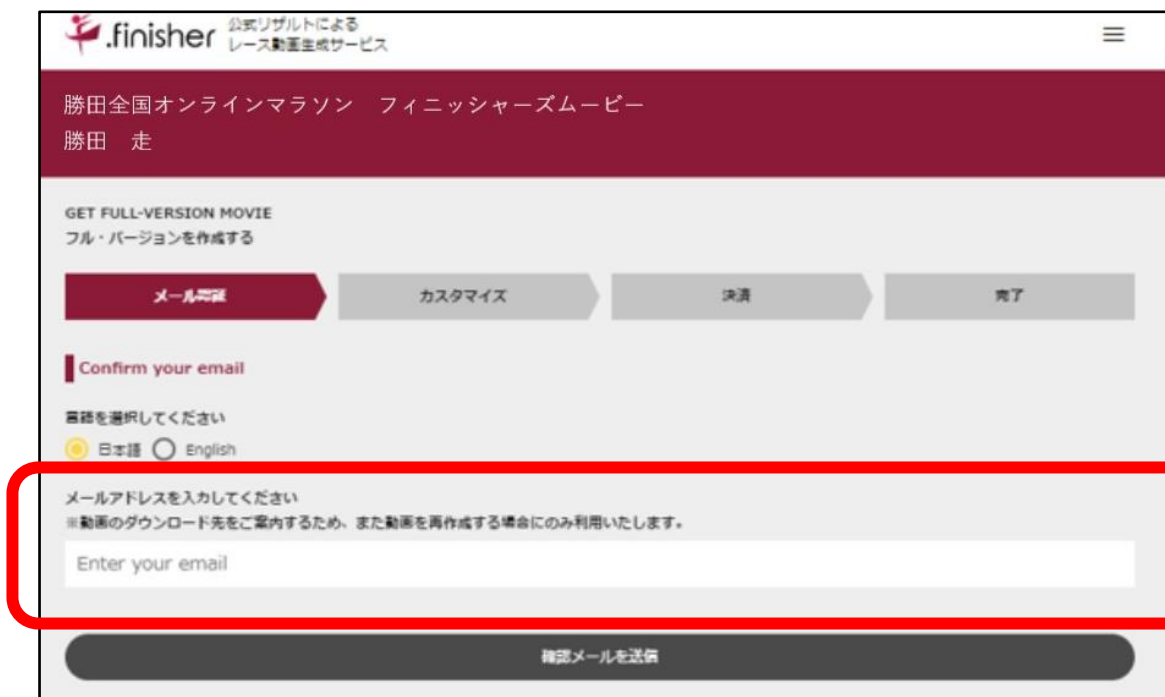 .finisher
公式リザルトによる
レース動画生成サービス
勝田全国オンラインマラソン　フィニッシャーズムービー
勝田　走
GET FULL-VERSION MOVIE
フル・バージョンを作成する
メール認証
カスタマイズ
決済
完了
Confirm your email
言語を選択してください
日本語 English
メールアドレスを入力してください
※動画のダウンロード先をご案内するため、また動画を再作成する場合にのみ利用いたします。
Enter your email
確認メールを送信